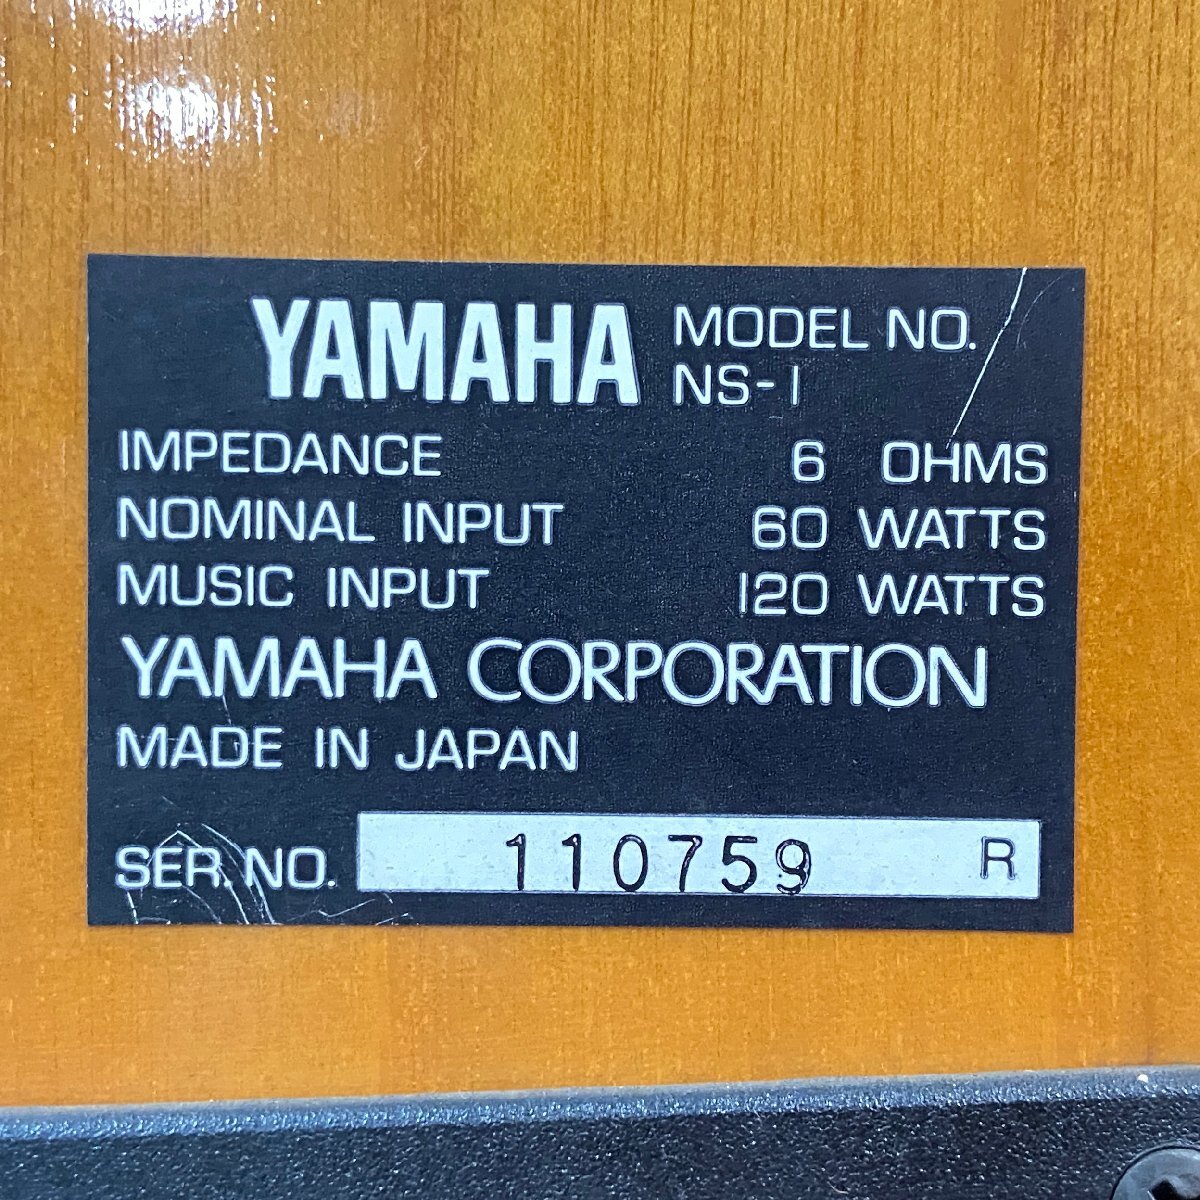 YAMAHA MODEL NO.
NS-1
IMPEDANCE 6 OHMS
NOMINAL INPUT 60 WATTS
MUSIC INPUT 120 WATTS
YAMAHA CORPORATION
MADE IN JAPAN
SER. NO. 110759 R